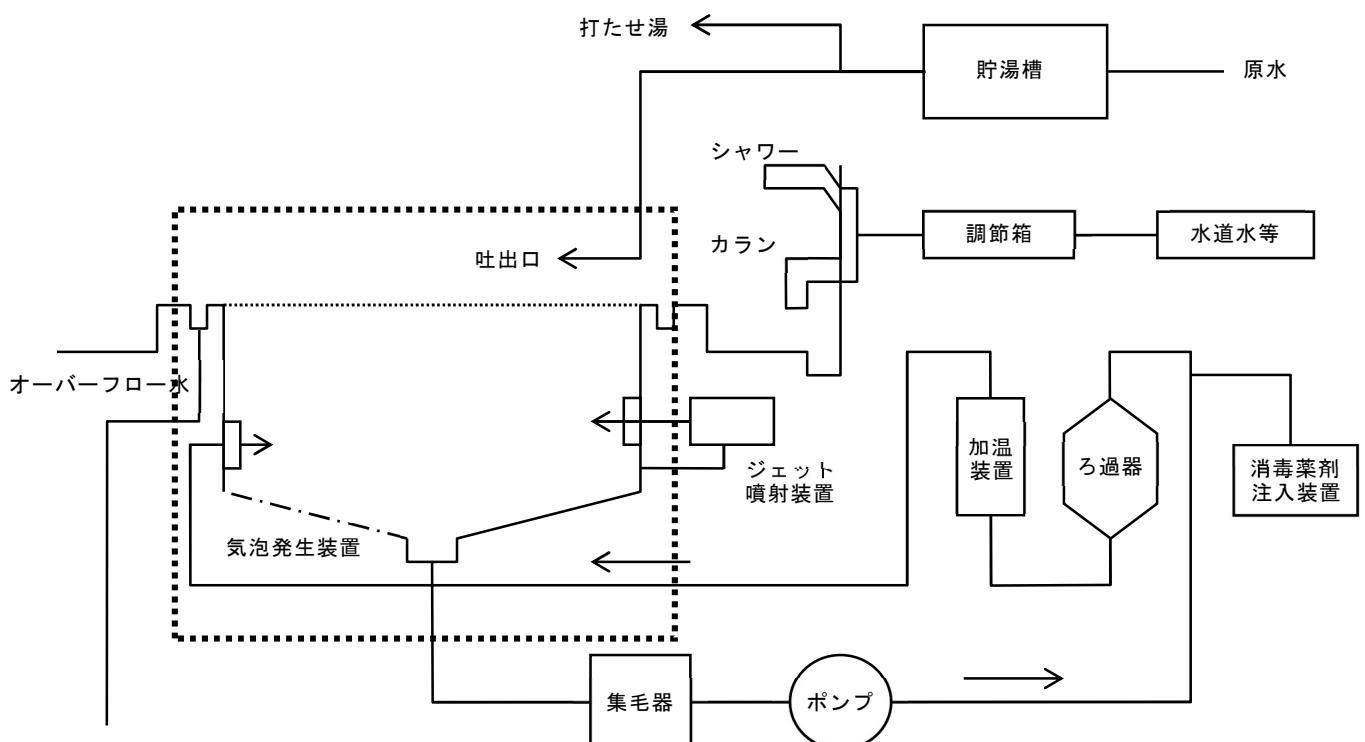 打たせ湯
貯湯槽
原水
シャワー
カラン
調節箱
水道水等
吐出口
オーバーフロー水
ジェット
噴射装置
加温
装置
ろ過器
消毒薬剤
注入装置
気泡発生装置
集毛器
ポンプ